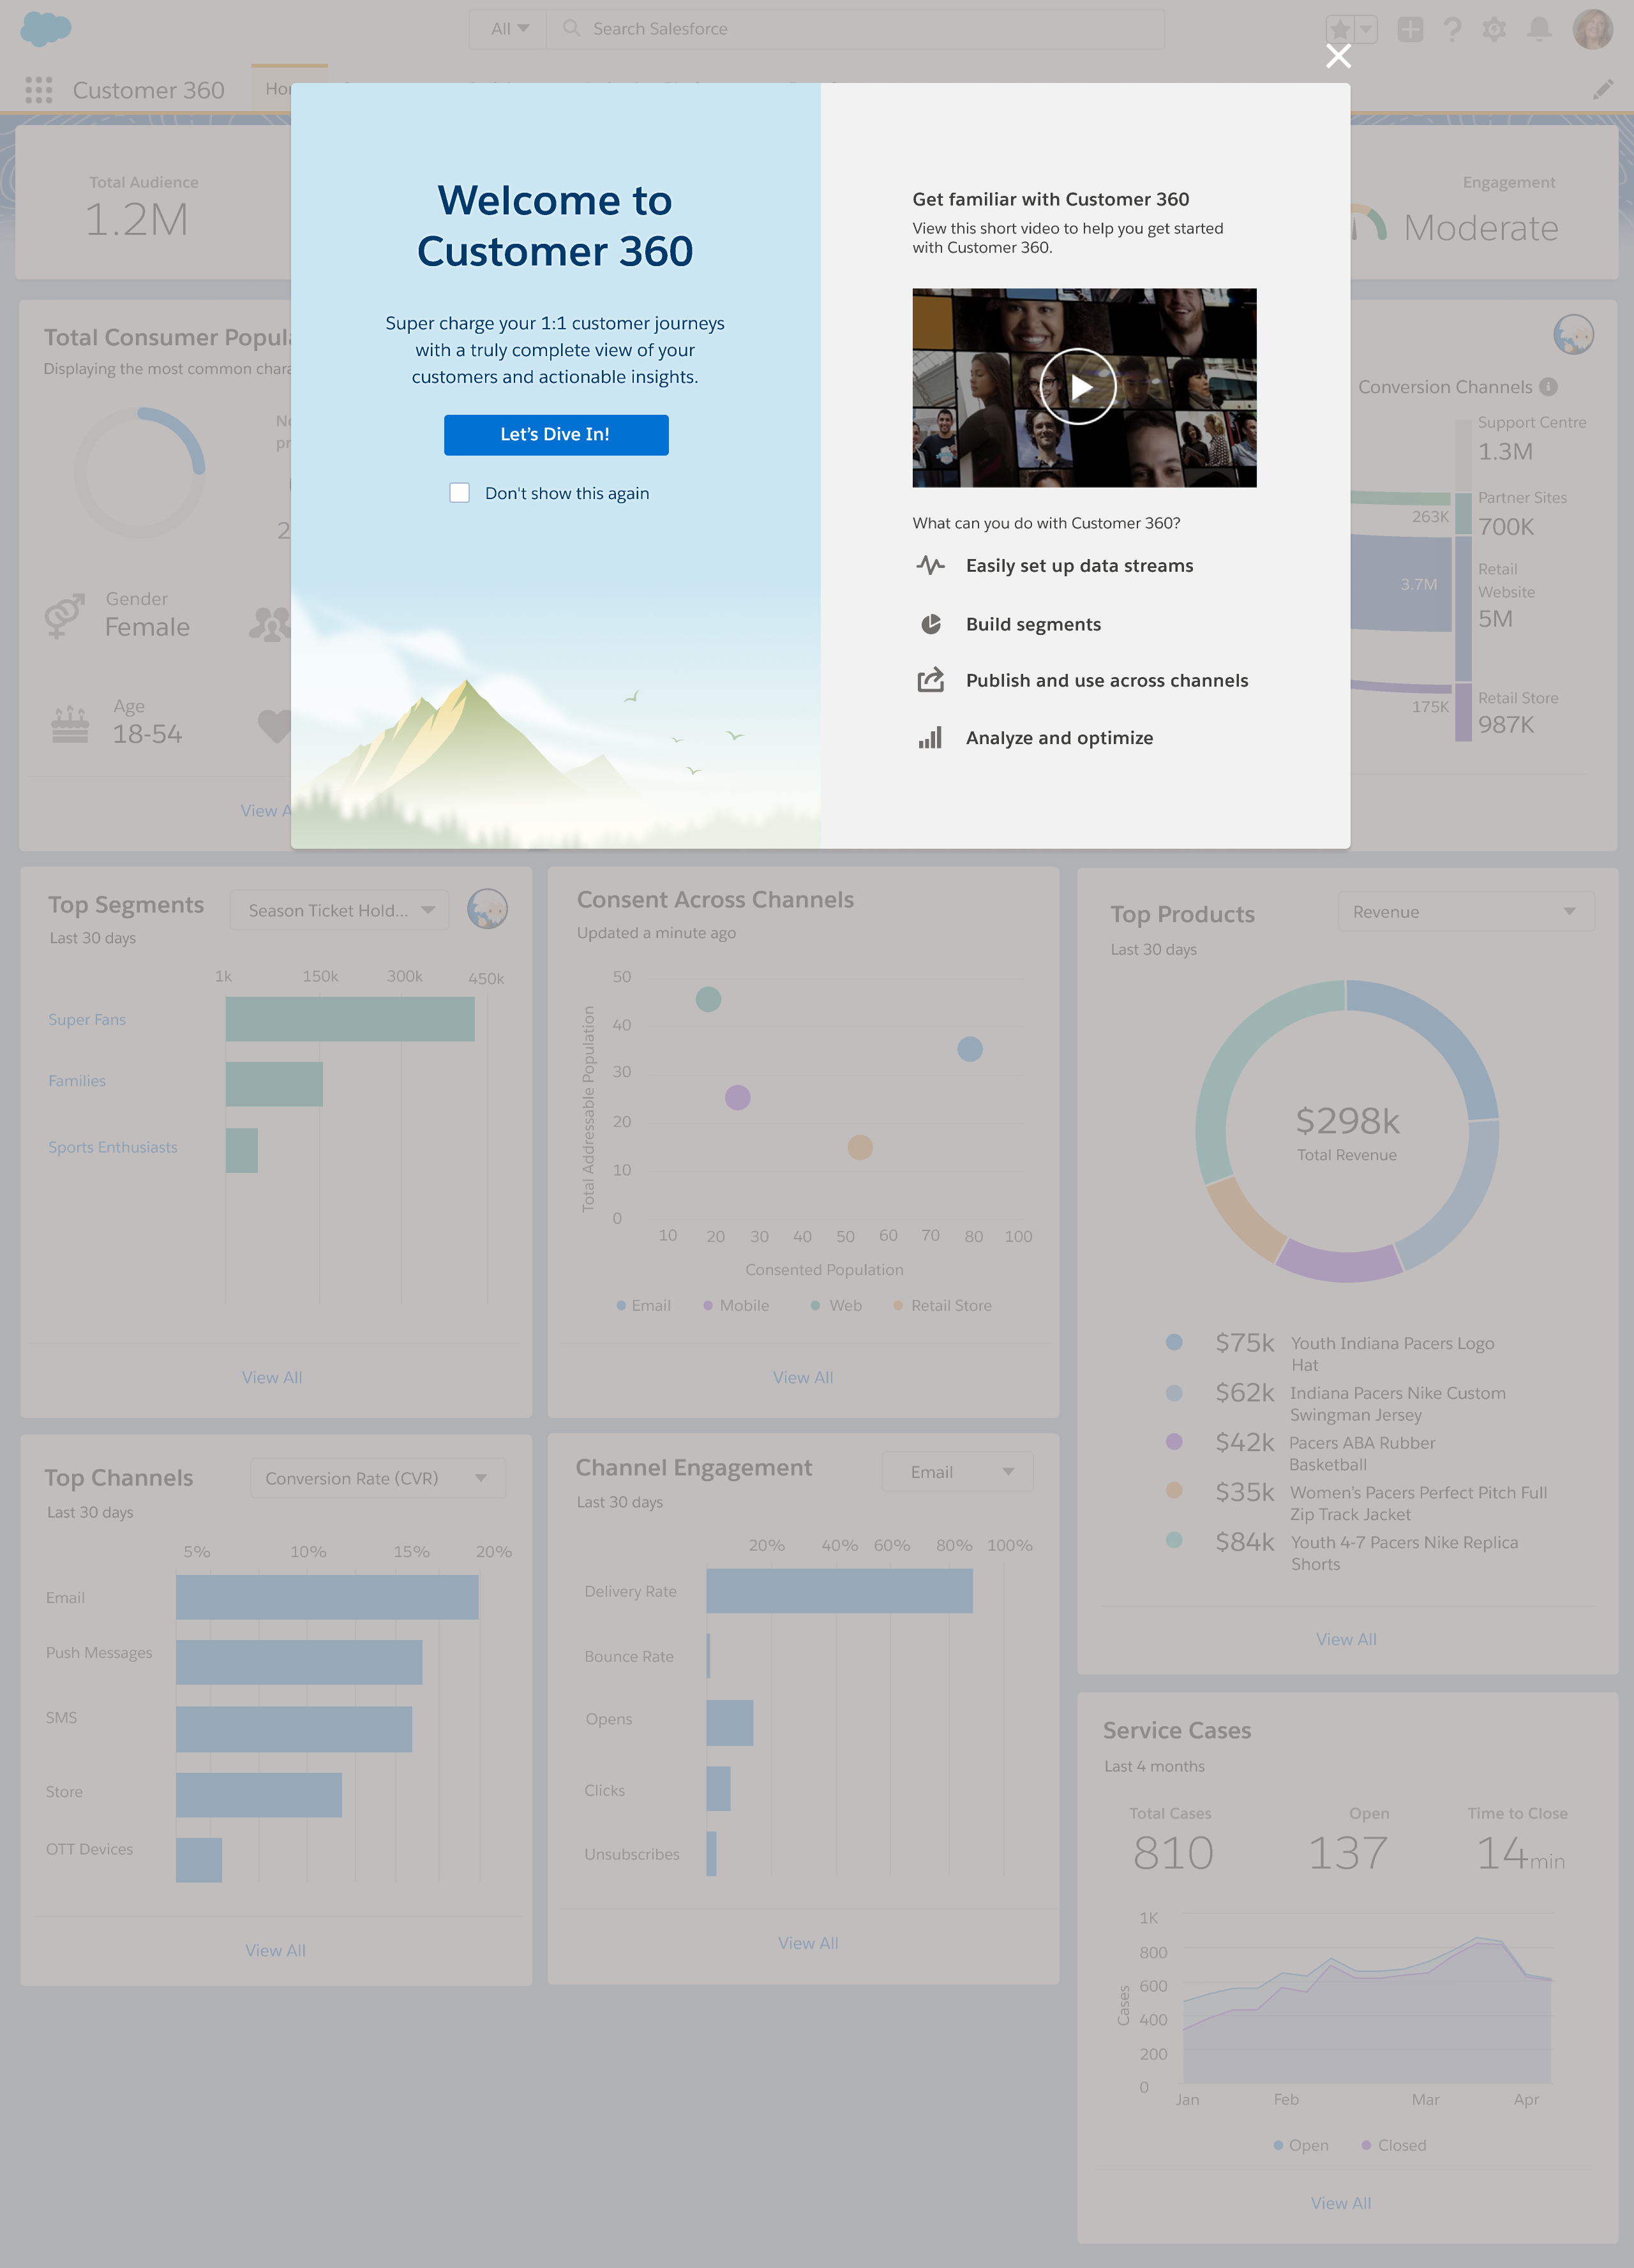 All
Search Salesforce
Customer 360
Total Audience
1.2M
Engagement
Moderate
Welcome to
Customer 360
Super charge your 1:1 customer journeys
with a truly complete view of your
customers and actionable insights.
Let's Dive In!
Don't show this again
Get familiar with Customer 360
View this short video to help you get started
with Customer 360.
What can you do with Customer 360?
Easily set up data streams
Build segments
Publish and use across channels
Analyze and optimize
Total Consumer
Displaying the most common
Gender
Female
Age
18-54
View
Conversion Channels
Support Centre
1.3M
Partner Sites
263K
700K
Retail
Website
3.7M
5M
Retail Store
175K
987K
Top Segments
Season Ticket Hold...
Last 30 days
1k 150k 300k 450k
Super Fans
Families
Sports Enthusiasts
View All
Consent Across Channels
Updated a minute ago
Total Addressable Population
50
40
30
20
10
0
10 20 30 40 50 60 70 80 100
Consented Population
Email Mobile Web Retail Store
View All
Top Products
Revenue
Last 30 days
$298k
Total Revenue
$75k Youth Indiana Pacers Logo
Hat
$62k Indiana Pacers Nike Custom
Swingman Jersey
$42k Pacers ABA Rubber
Basketball
$35k Women's Pacers Perfect Pitch Full
Zip Track Jacket
$84k Youth 4-7 Pacers Nike Replica
Shorts
View All
Top Channels
Conversion Rate (CVR)
Last 30 days
5% 10% 15% 20%
Email
Push Messages
SMS
Store
OTT Devices
View All
Channel Engagement
Email
Last 30 days
20% 40% 60% 80% 100%
Delivery Rate
Bounce Rate
Opens
Clicks
Unsubscribes
View All
Service Cases
Last 4 months
Total Cases Open Time to Close
810 137 14min
Cases
1K
800
600
400
200
0
Jan Feb Mar Apr
Open Closed
View All